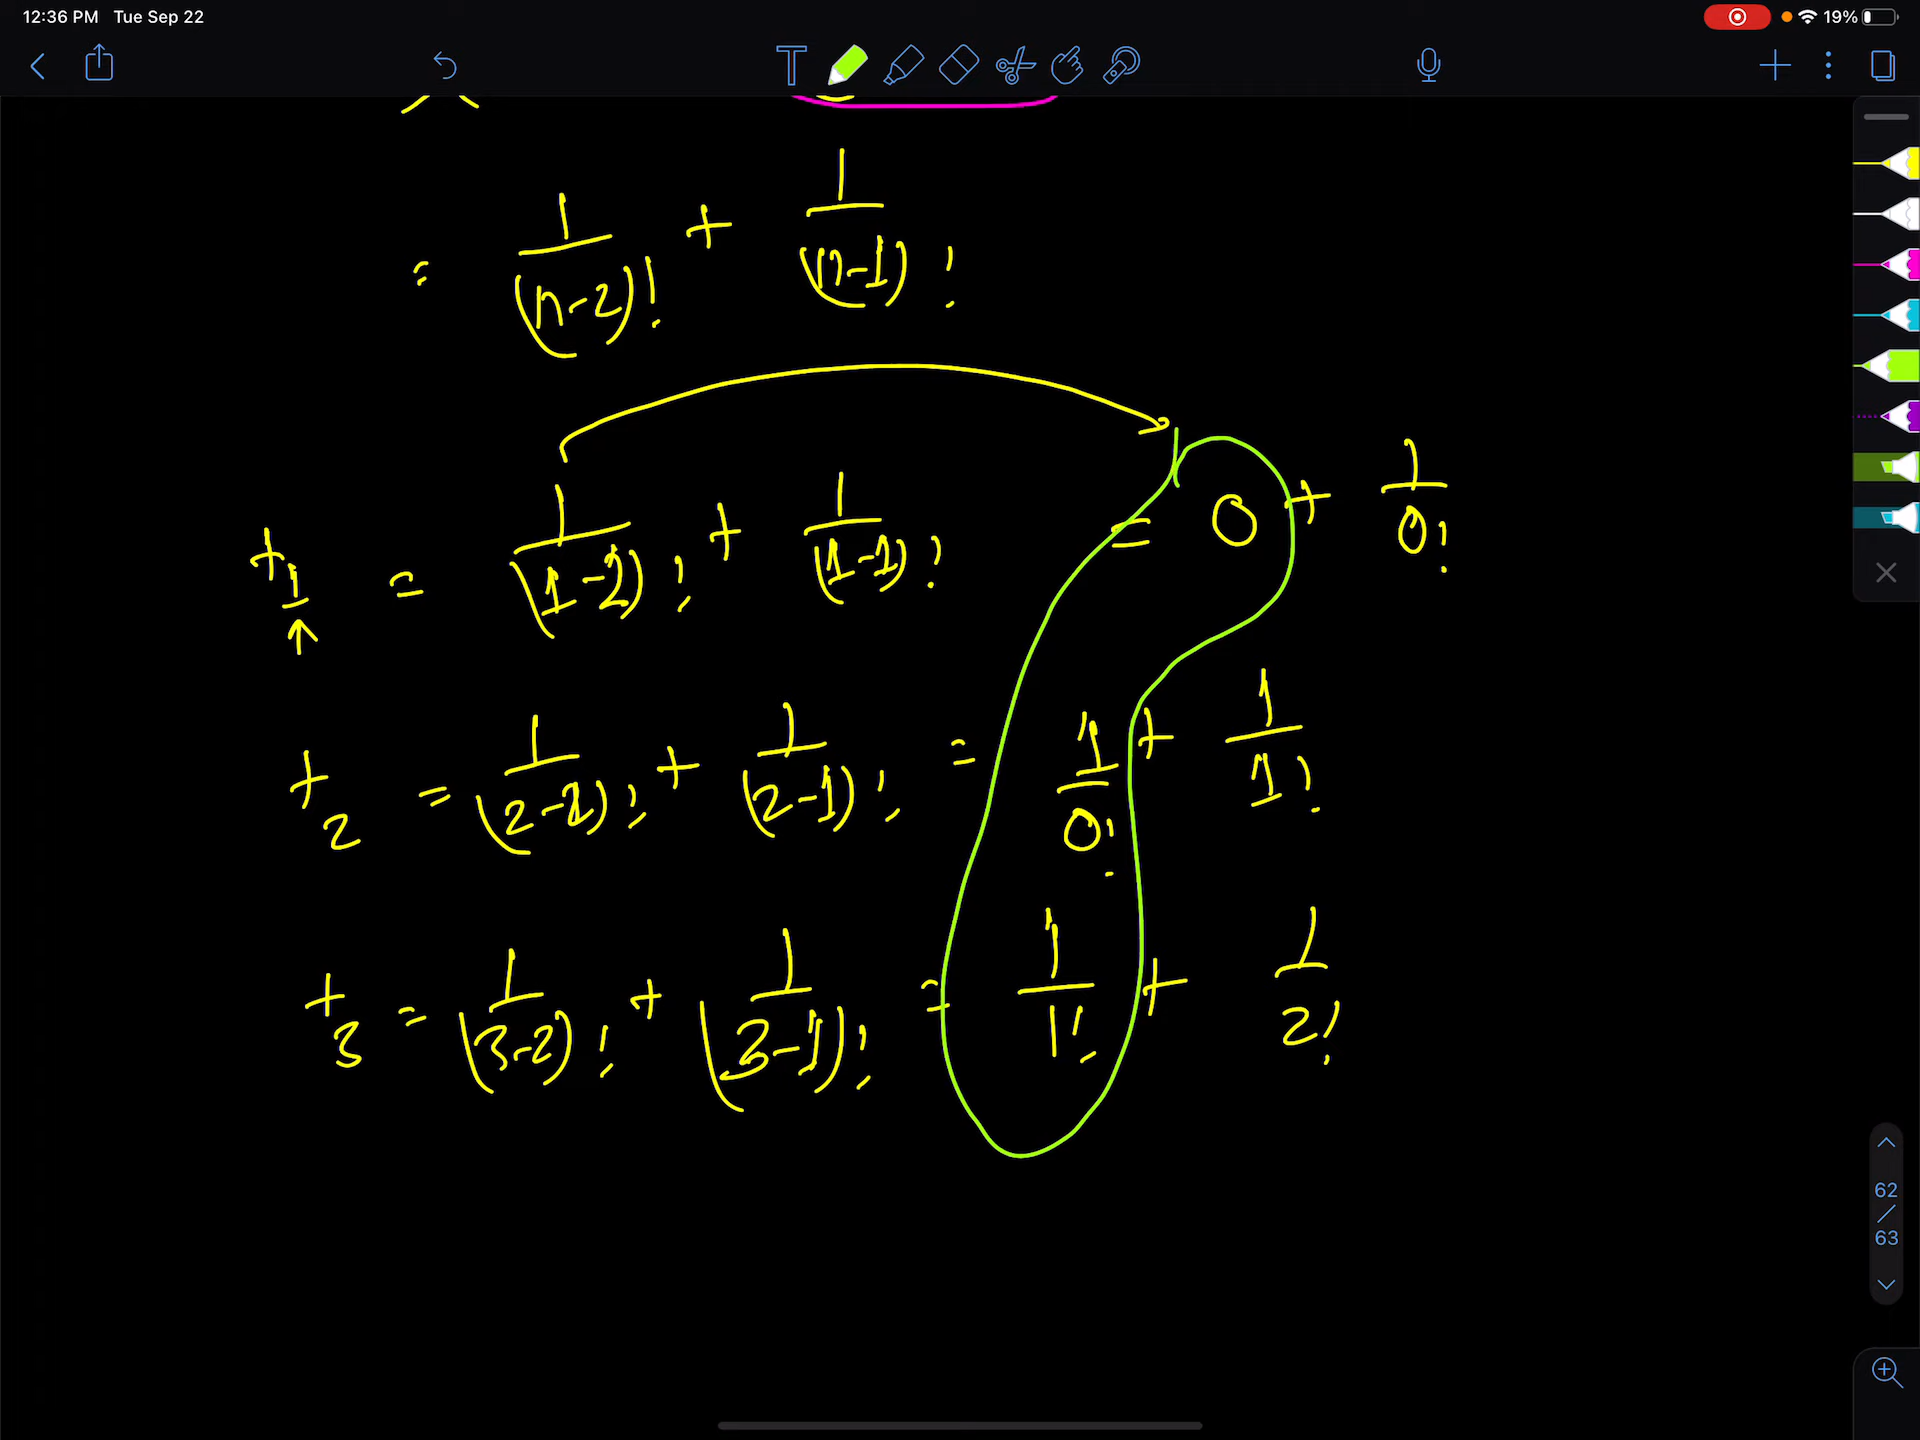 12:36 PM Tue Sep 22 19%
= 1/(n-2)! + 1/(n-1)!
t₁ = 1/(1-2)! + 1/(1-1)! = 0 + 1/0!
t₂ = 1/(2-2)! + 1/(2-1)! = 1/0! + 1/1!
t₃ = 1/(3-2)! + 1/(3-1)! = 1/1! + 1/2!
62
/
63